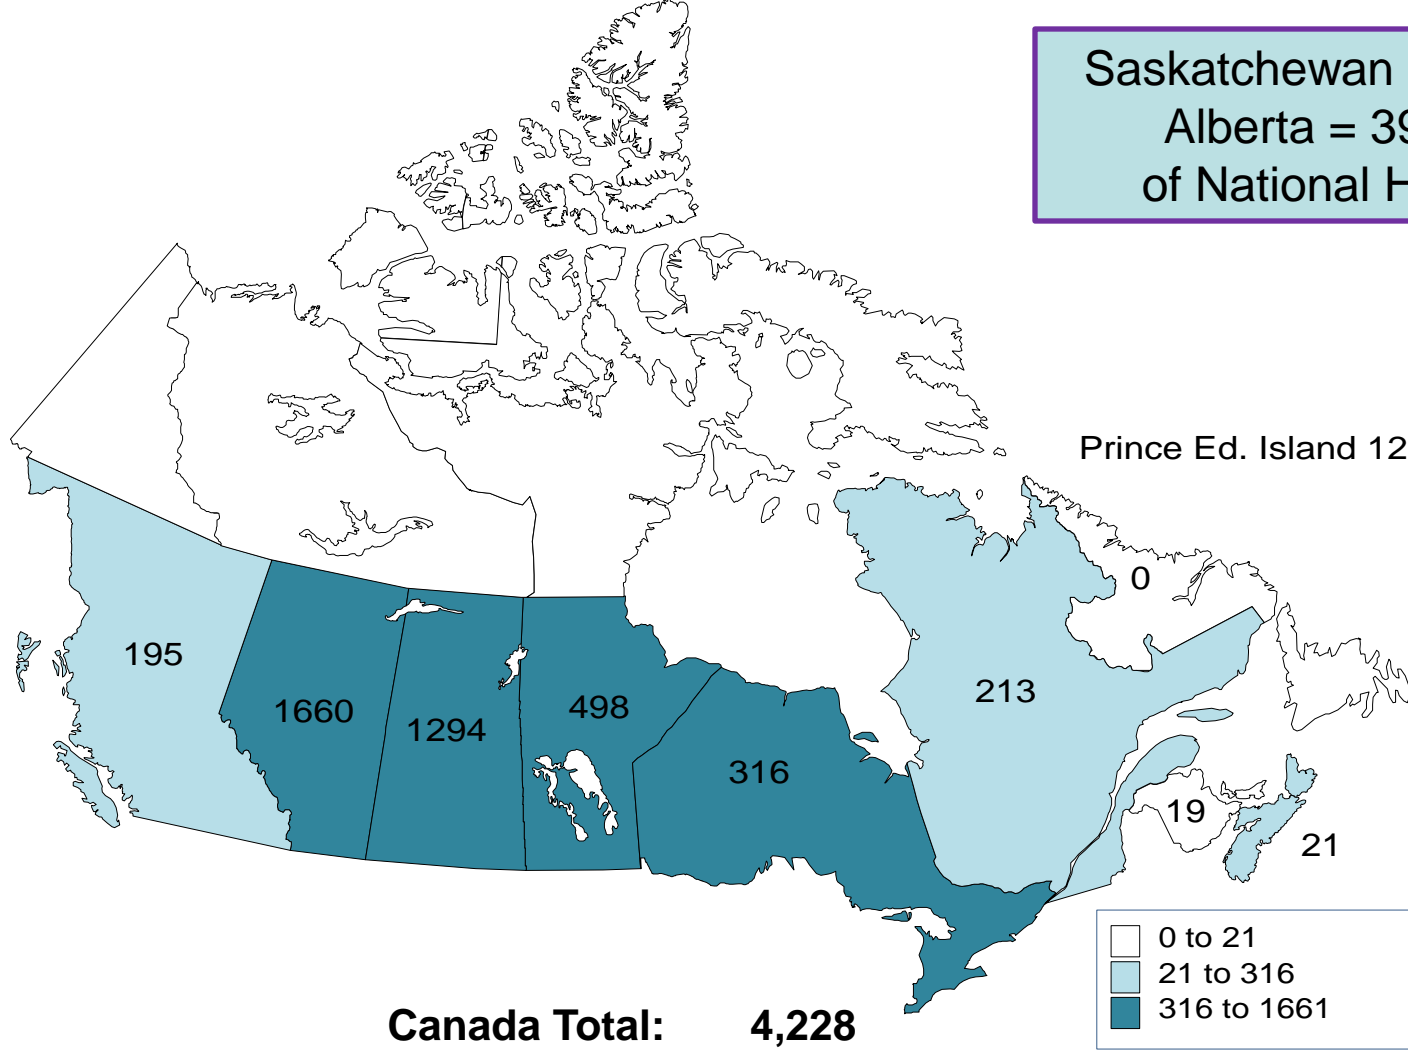 Saskatchewan
Alberta = 39
of National H
Prince Ed. Island 12
0
195
213
1660
498
1294
316
19
21
0 to 21
21 to 316
316 to 1661
Canada Total: 4,228